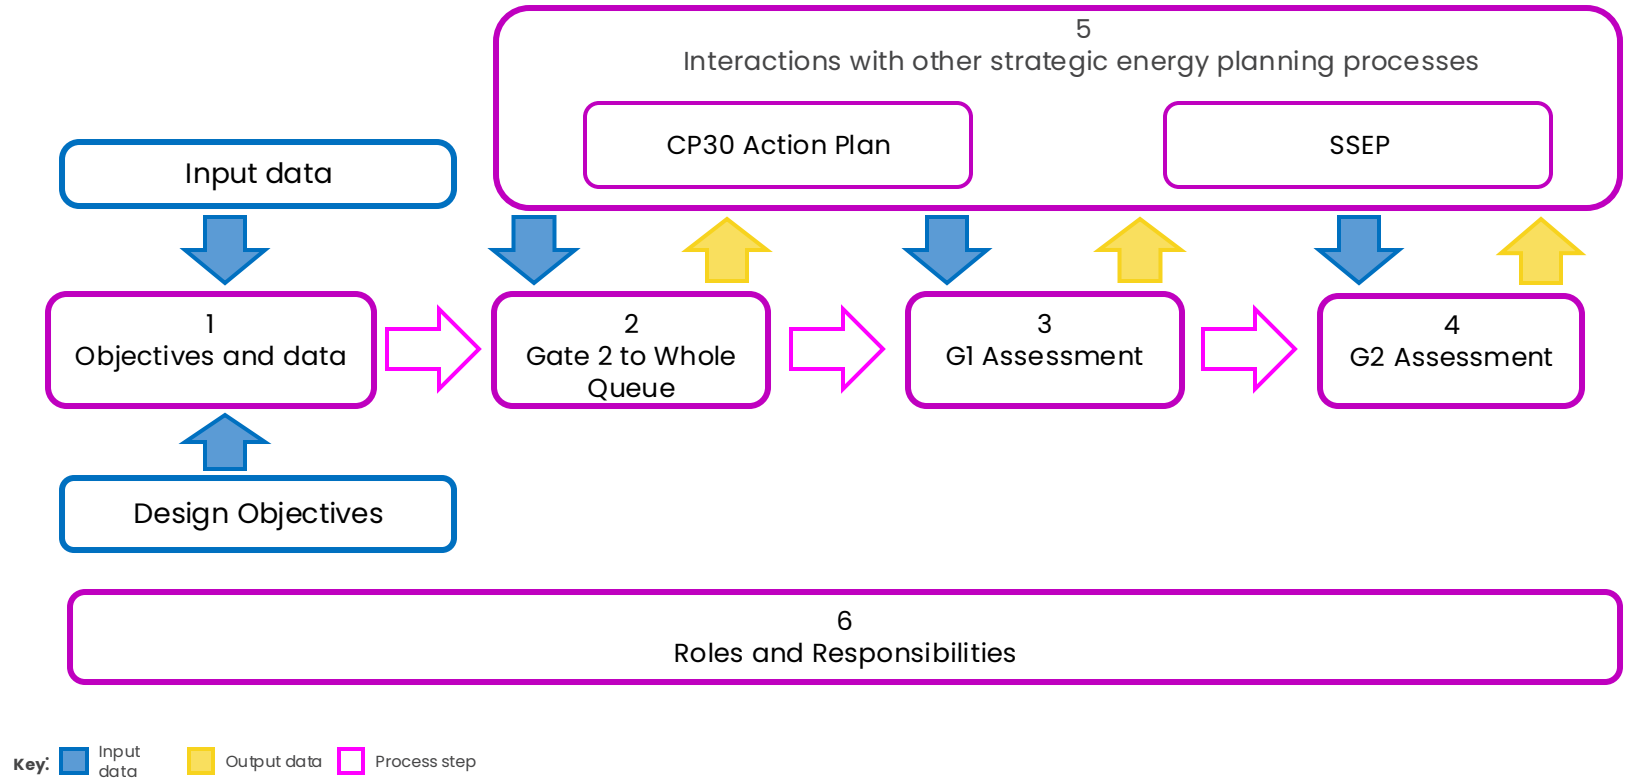 5
Interactions with other strategic energy planning processes
CP30 Action Plan
SSEP
Input data
1
Objectives and data
2
Gate 2 to Whole
Queue
3
G1 Assessment
4
G2 Assessment
Design Objectives
6
Roles and Responsibilities
Key:
Input
data
Output data
Process step